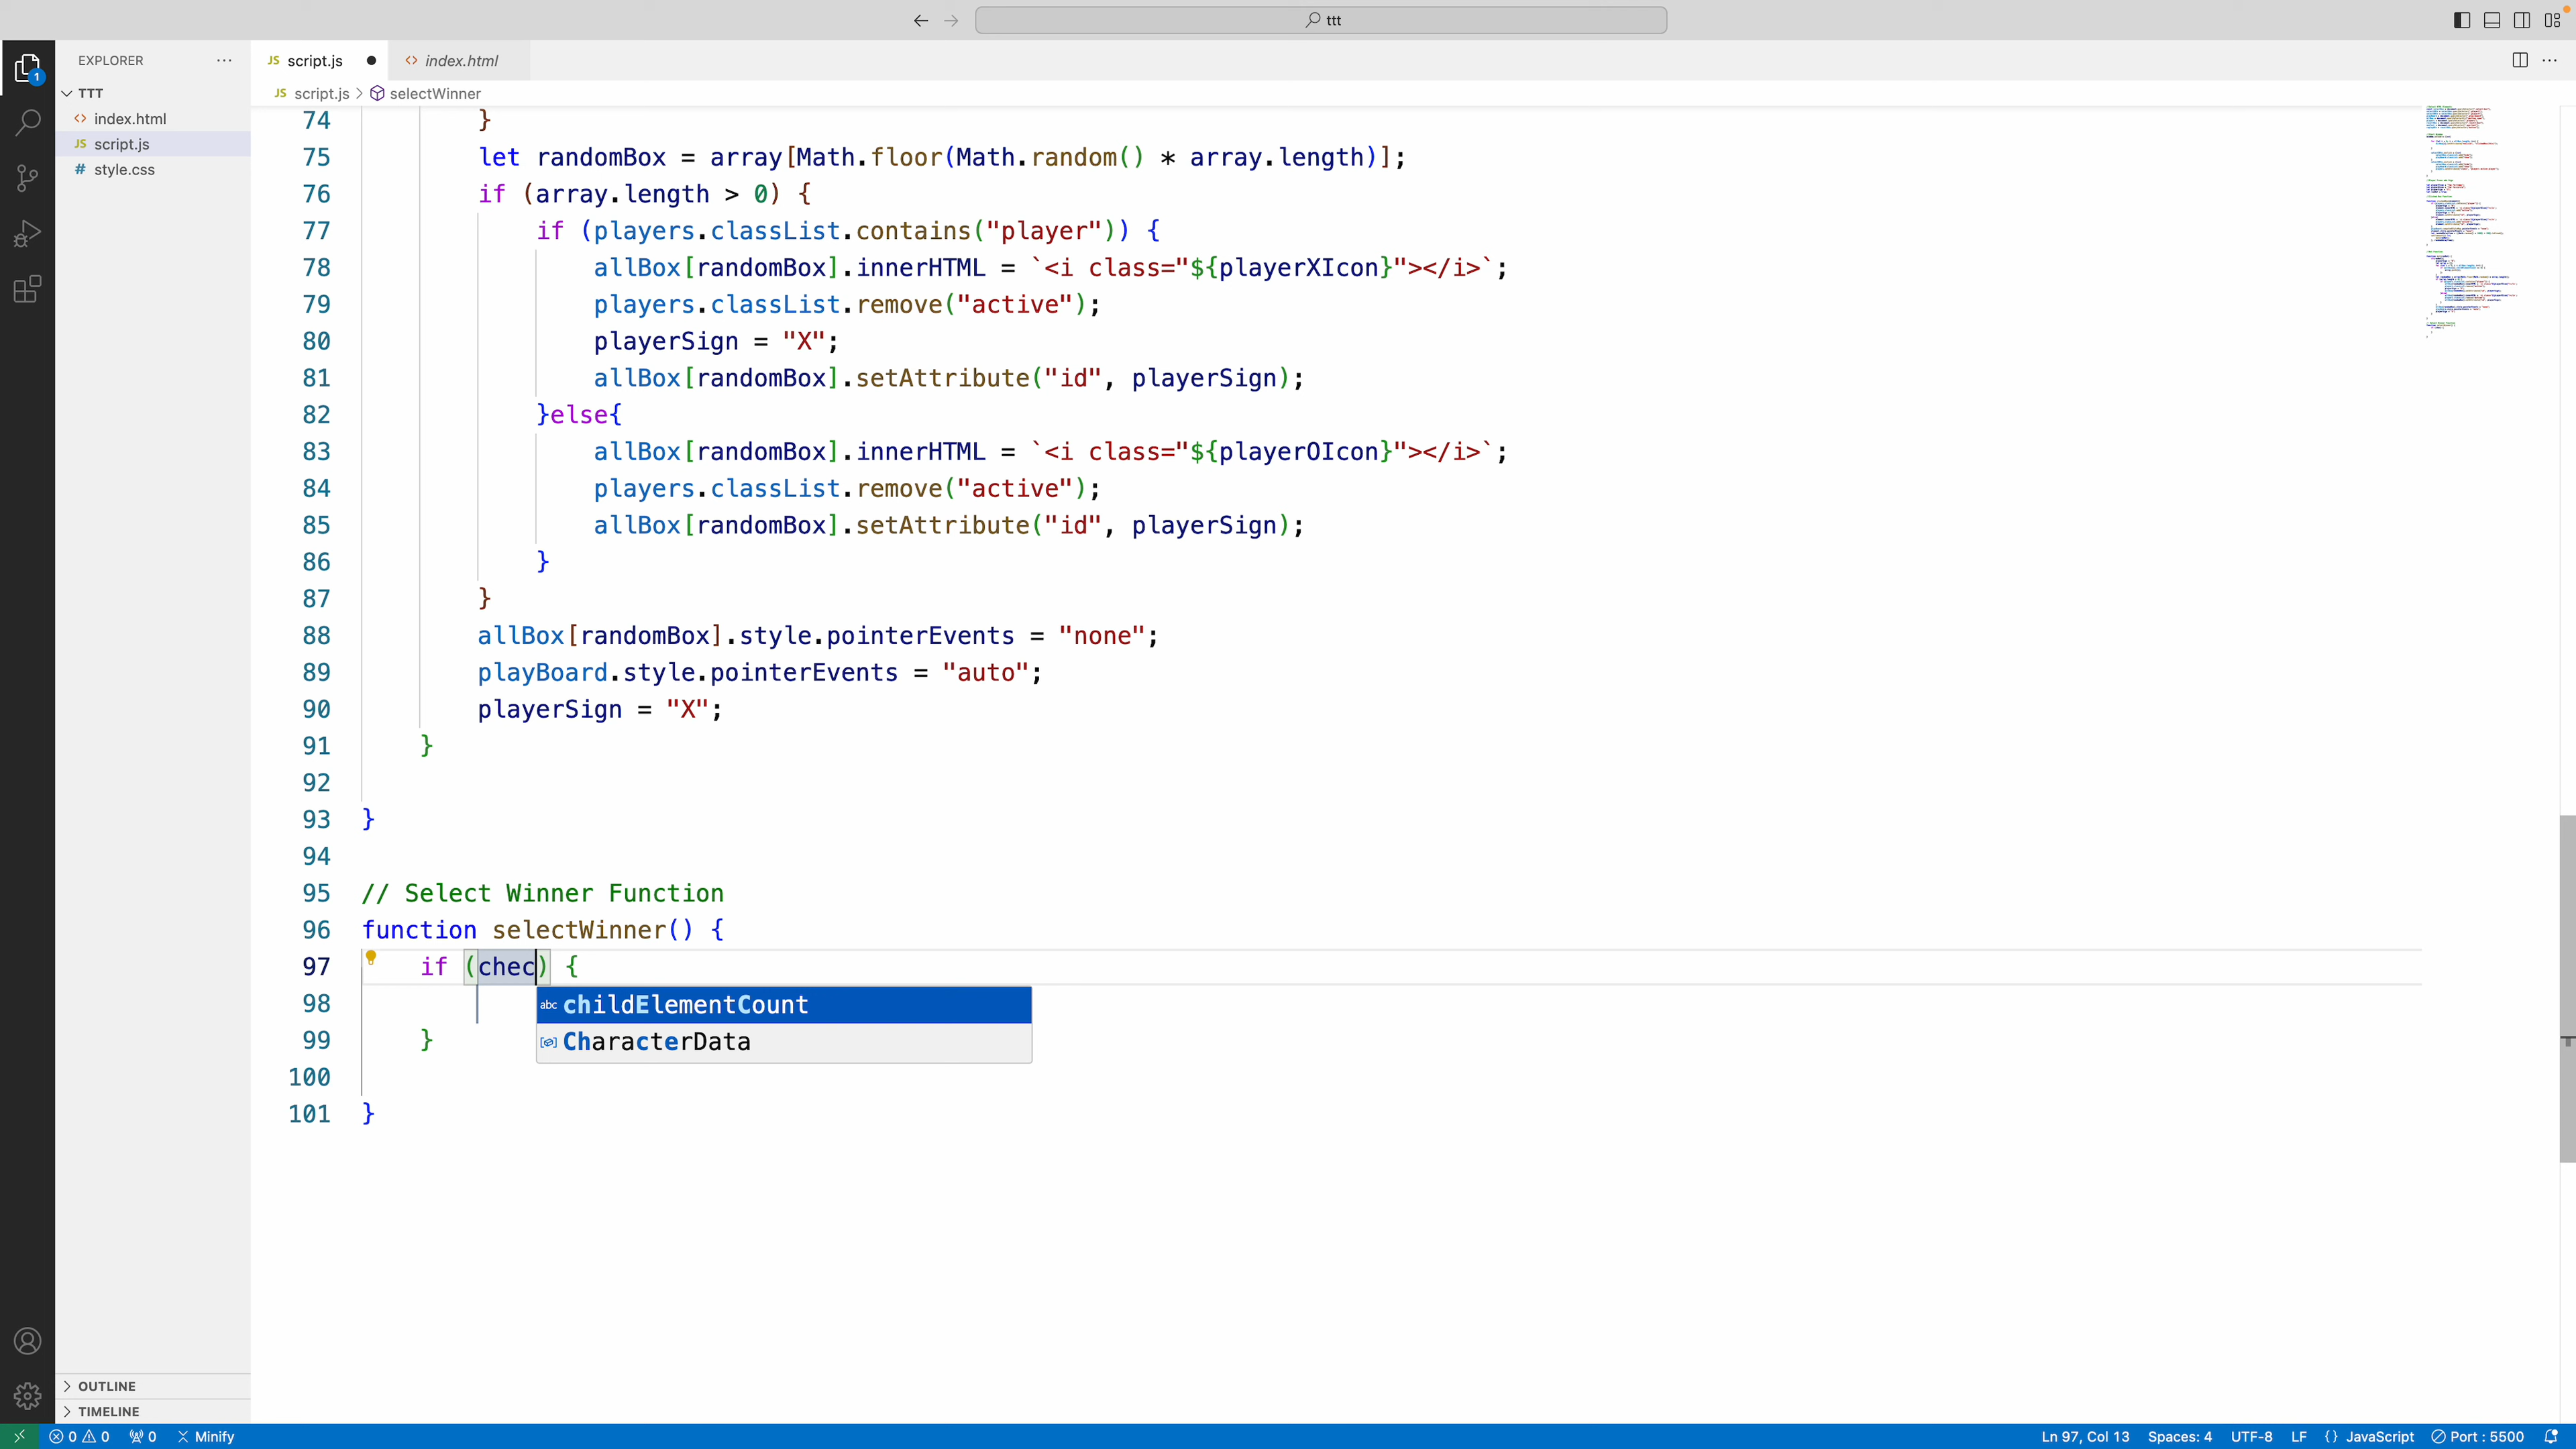 ttt
EXPLORER
JS script.js
<> index.html
1
TTT
JS script.js > selectWinner
<> index.html
JS script.js
# style.css
74 }
75 let randomBox = array[Math.floor(Math.random() * array.length)];
76 if (array.length > 0) {
77 if (players.classList.contains("player")) {
78 allBox[randomBox].innerHTML = `<i class="${playerXIcon}"></i>`;
79 players.classList.remove("active");
80 playerSign = "X";
81 allBox[randomBox].setAttribute("id", playerSign);
82 }else{
83 allBox[randomBox].innerHTML = `<i class="${playerOIcon}"></i>`;
84 players.classList.remove("active");
85 allBox[randomBox].setAttribute("id", playerSign);
86 }
87 }
88 allBox[randomBox].style.pointerEvents = "none";
89 playBoard.style.pointerEvents = "auto";
90 playerSign = "X";
91 }
92
93 }
94
95 // Select Winner Function
96 function selectWinner() {
97 if (chec) {
98 abc childElementCount
99 } CharacterData
100
101 }
OUTLINE
TIMELINE
0 0 0 Minify
Ln 97, Col 13 Spaces: 4 UTF-8 LF {} JavaScript Port : 5500